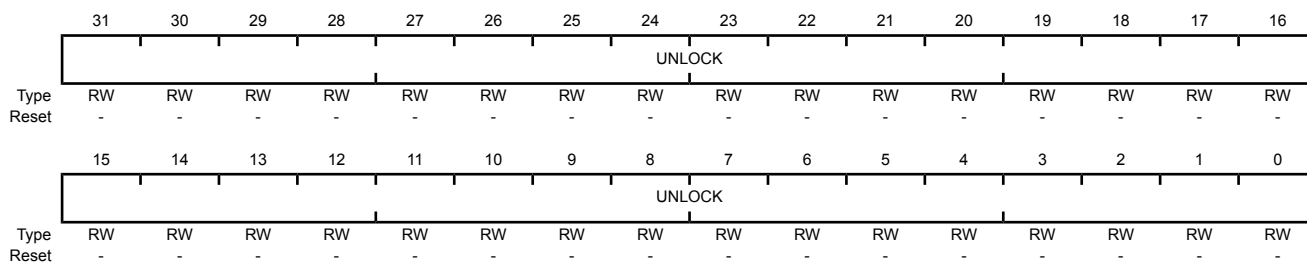 31 30 29 28 27 26 25 24 23 22 21 20 19 18 17 16
UNLOCK
Type RW RW RW RW RW RW RW RW RW RW RW RW RW RW RW RW
Reset - - - - - - - - - - - - - - - -
15 14 13 12 11 10 9 8 7 6 5 4 3 2 1 0
UNLOCK
Type RW RW RW RW RW RW RW RW RW RW RW RW RW RW RW RW
Reset - - - - - - - - - - - - - - - -